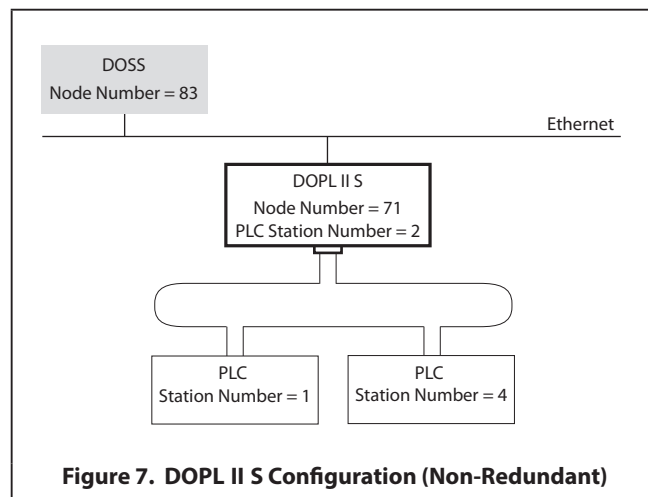 DOSS
Node Number = 83
Ethernet
DOPL II S
Node Number = 71
PLC Station Number = 2
PLC
Station Number = 1
PLC
Station Number = 4
Figure 7. DOPL II S Configuration (Non-Redundant)